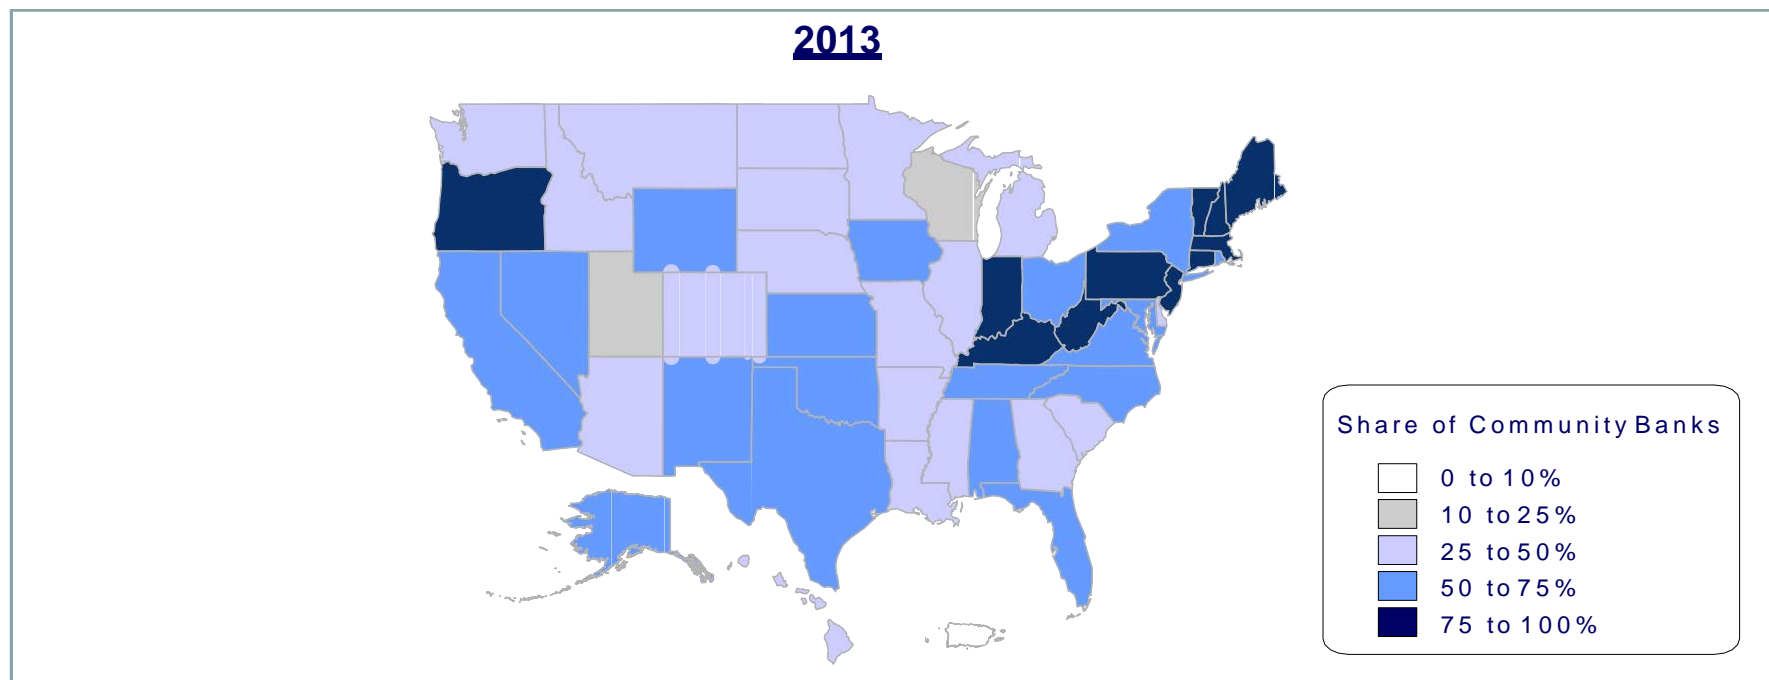 2013
Share of Community Banks
0 to 10%
10 to 25%
25 to 50%
50 to 75%
75 to 100%